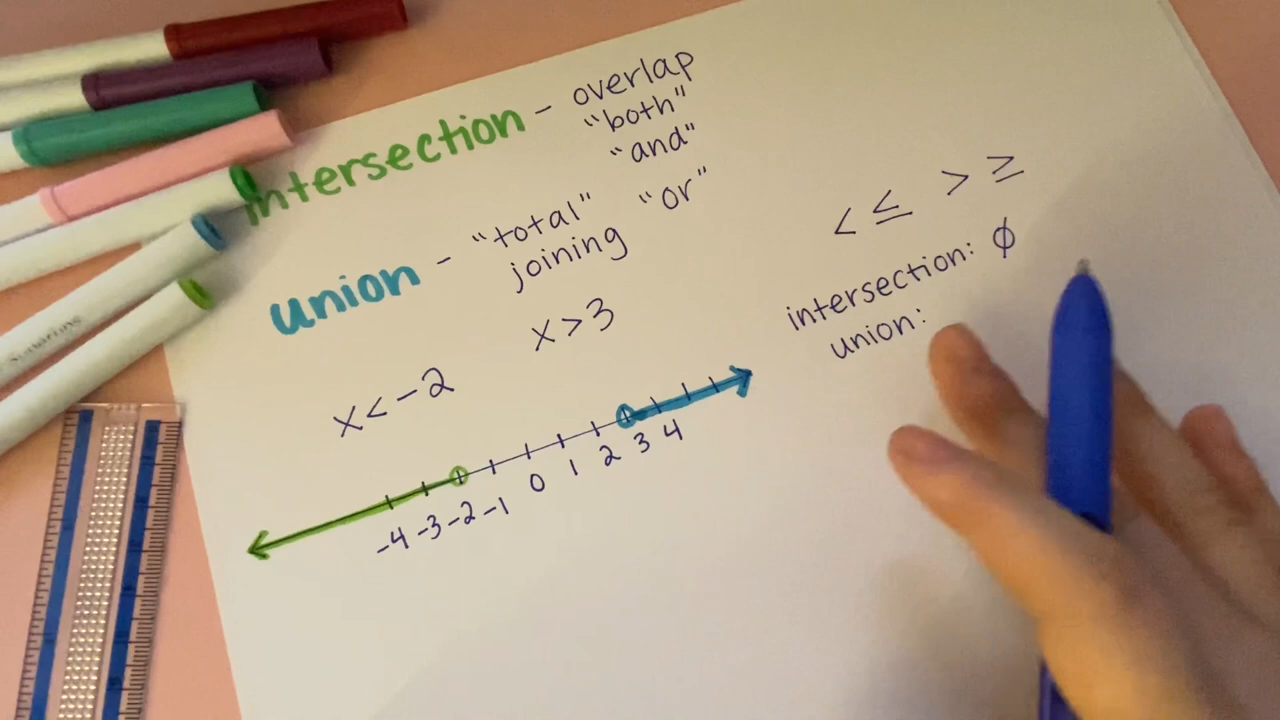 intersection - overlap
"both"
"and"
union - "total" "or"
joining
x < -2
x > 3
-4 -3 -2 -1 0 1 2 3 4
< ≤ > ≥
intersection: ϕ
union: